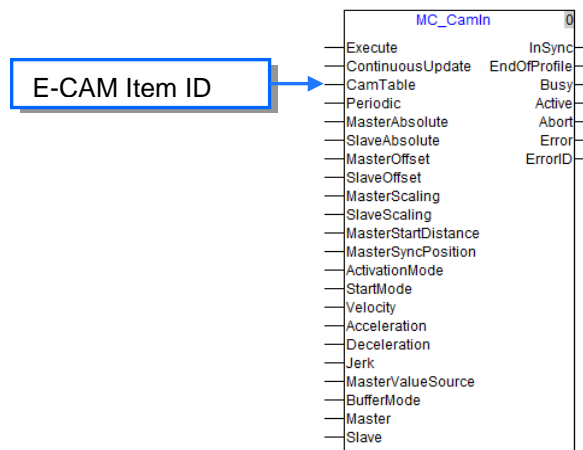 MC_CamIn 0
Execute InSync
ContinuousUpdate EndOfProfile
E-CAM Item ID
CamTable Busy
Periodic Active
MasterAbsolute Abort
SlaveAbsolute Error
MasterOffset ErrorID
SlaveOffset
MasterScaling
SlaveScaling
MasterStartDistance
MasterSyncPosition
ActivationMode
StartMode
Velocity
Acceleration
Deceleration
Jerk
MasterValueSource
BufferMode
Master
Slave